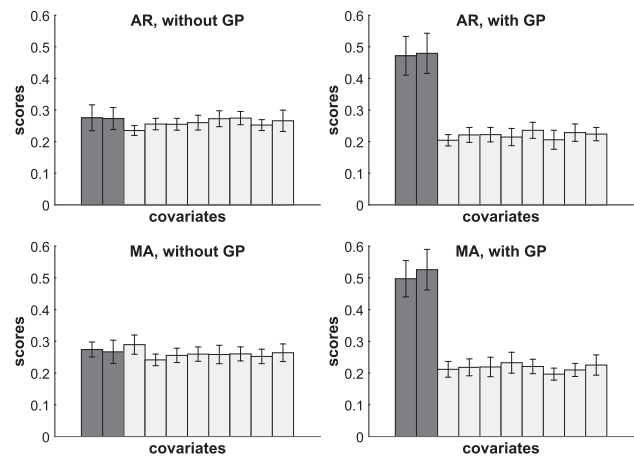 AR, without GP
scores
0.6
0.5
0.4
0.3
0.2
0.1
0
covariates
AR, with GP
scores
0.6
0.5
0.4
0.3
0.2
0.1
0
covariates
MA, without GP
scores
0.6
0.5
0.4
0.3
0.2
0.1
0
covariates
MA, with GP
scores
0.6
0.5
0.4
0.3
0.2
0.1
0
covariates